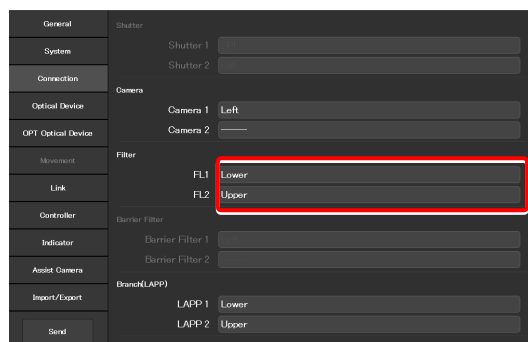 General
System
Connection
Optical Device
OPT Optical Device
Movement
Link
Controller
Indicator
Assist Camera
Import/Export
Send
Shutter
Shutter 1
Shutter 2
Camera
Camera 1 Left
Camera 2 ———
Filter
FL1 Lower
FL2 Upper
Barrier Filter
Barrier Filter 1
Barrier Filter 2
Branch(LAPP)
LAPP 1 Lower
LAPP 2 Upper